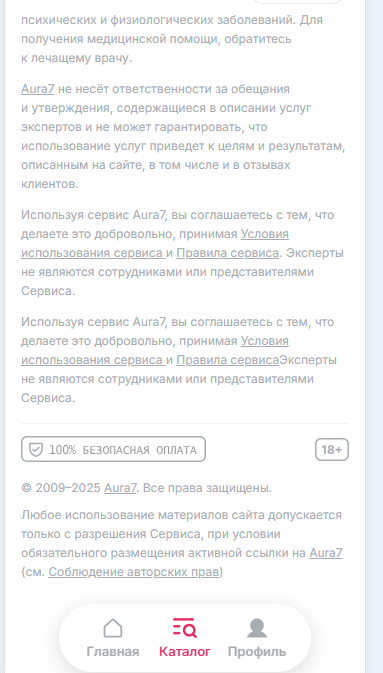 психических и физиологических заболеваний. Для
получения медицинской помощи, обратитесь
к лечащему врачу.
Aura7 не несёт ответственности за обещания
и утверждения, содержащиеся в описании услуг
экспертов и не может гарантировать, что
использование услуг приведет к целям и результатам,
описанным на сайте, в том числе и в отзывах
клиентов.
Используя сервис Aura7, вы соглашаетесь с тем, что
делаете это добровольно, принимая Условия
использования сервиса и Правила сервиса. Эксперты
не являются сотрудниками или представителями
Сервиса.
Используя сервис Aura7, вы соглашаетесь с тем, что
делаете это добровольно, принимая Условия
использования сервиса и Правила сервисаЭксперты
не являются сотрудниками или представителями
Сервиса.
100% БЕЗОПАСНАЯ ОПЛАТА 18+
© 2009–2025 Aura7. Все права защищены.
Любое использование материалов сайта допускается
только с разрешения Сервиса, при условии
обязательного размещения активной ссылки на Aura7
(см. Соблюдение авторских прав)
Главная Каталог Профиль